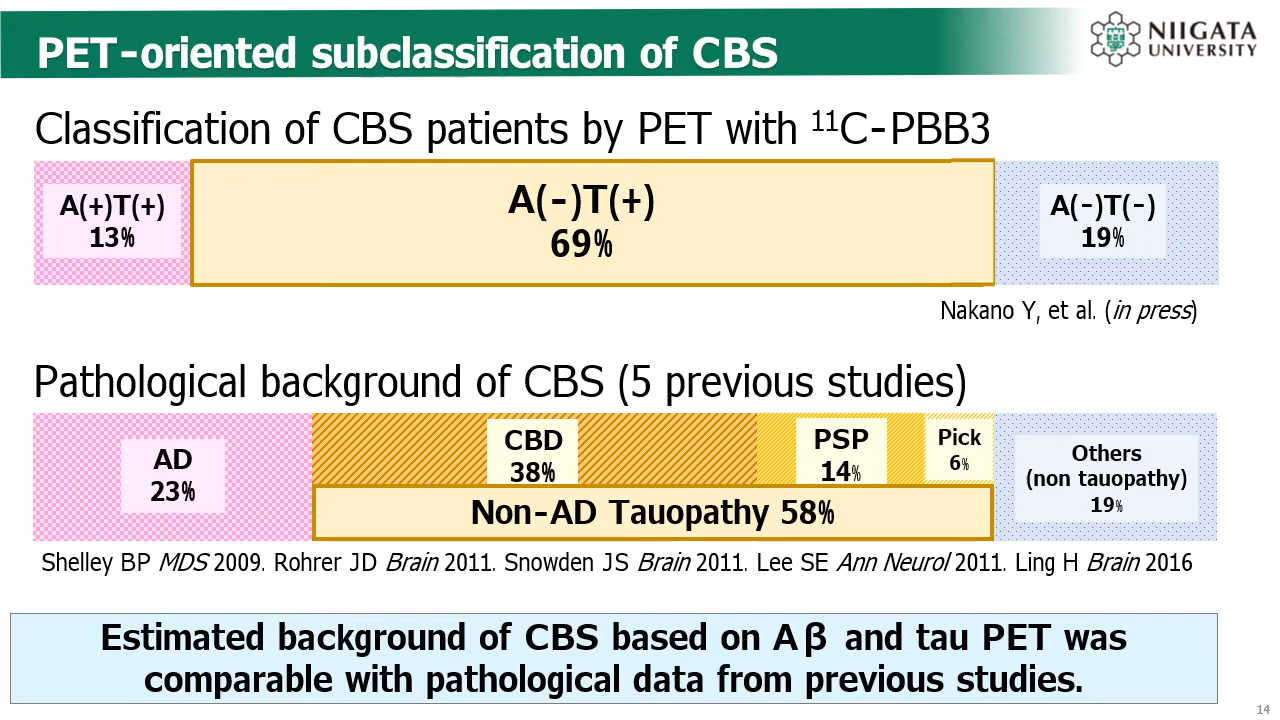 PET-oriented subclassification of CBS
NIIGATA
UNIVERSITY
Classification of CBS patients by PET with ¹¹C-PBB3
A(+)T(+)
13%
A(-)T(+)
69%
A(-)T(-)
19%
Nakano Y, et al. (in press)
Pathological background of CBS (5 previous studies)
AD
23%
CBD
38%
PSP
14%
Pick
6%
Non-AD Tauopathy 58%
Others
(non tauopathy)
19%
Shelley BP MDS 2009. Rohrer JD Brain 2011. Snowden JS Brain 2011. Lee SE Ann Neurol 2011. Ling H Brain 2016
Estimated background of CBS based on Aβ and tau PET was
comparable with pathological data from previous studies.
14